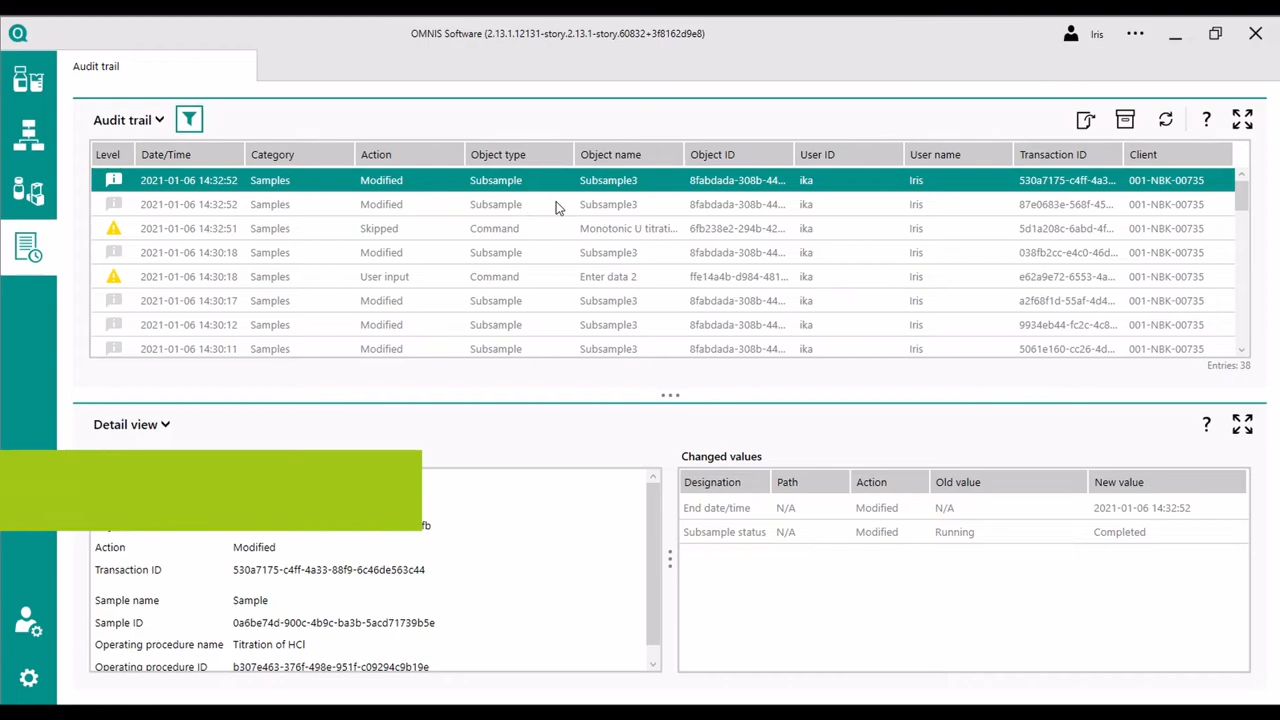 OMNIS Software (2.13.1.12131-story.2.13.1-story.60832+3f8162d9e8)
Iris
Audit trail
Audit trail
?
Level Date/Time Category Action Object type Object name Object ID User ID User name Transaction ID Client
2021-01-06 14:32:52 Samples Modified Subsample Subsample3 8fabdada-308b-44... ika Iris 530a7175-c4ff-4a3... 001-NBK-00735
2021-01-06 14:32:52 Samples Modified Subsample Subsample3 8fabdada-308b-44... ika Iris 87e0683e-568f-45... 001-NBK-00735
2021-01-06 14:32:51 Samples Skipped Command Monotonic U titrati... 6fb238e2-294b-42... ika Iris 5d1a208c-6abd-4f... 001-NBK-00735
2021-01-06 14:30:18 Samples Modified Subsample Subsample3 8fabdada-308b-44... ika Iris 038fb2cc-e4c0-46d... 001-NBK-00735
2021-01-06 14:30:18 Samples User input Command Enter data 2 ffe14a4b-d984-481... ika Iris e62a9e72-6553-4a... 001-NBK-00735
2021-01-06 14:30:17 Samples Modified Subsample Subsample3 8fabdada-308b-44... ika Iris a2f68f1d-55af-4d4... 001-NBK-00735
2021-01-06 14:30:12 Samples Modified Subsample Subsample3 8fabdada-308b-44... ika Iris 9934eb44-fc2c-4c8... 001-NBK-00735
2021-01-06 14:30:11 Samples Modified Subsample Subsample3 8fabdada-308b-44... ika Iris 5061e160-cc26-4d... 001-NBK-00735
Entries: 38
Detail view
?
fb
Action Modified
Transaction ID 530a7175-c4ff-4a33-88f9-6c46de563c44
Sample name Sample
Sample ID 0a6be74d-900c-4b9c-ba3b-5acd71739b5e
Operating procedure name Titration of HCl
Operating procedure ID b307e463-376f-498e-951f-c09294c9b19e
Changed values
Designation Path Action Old value New value
End date/time N/A Modified N/A 2021-01-06 14:32:52
Subsample status N/A Modified Running Completed